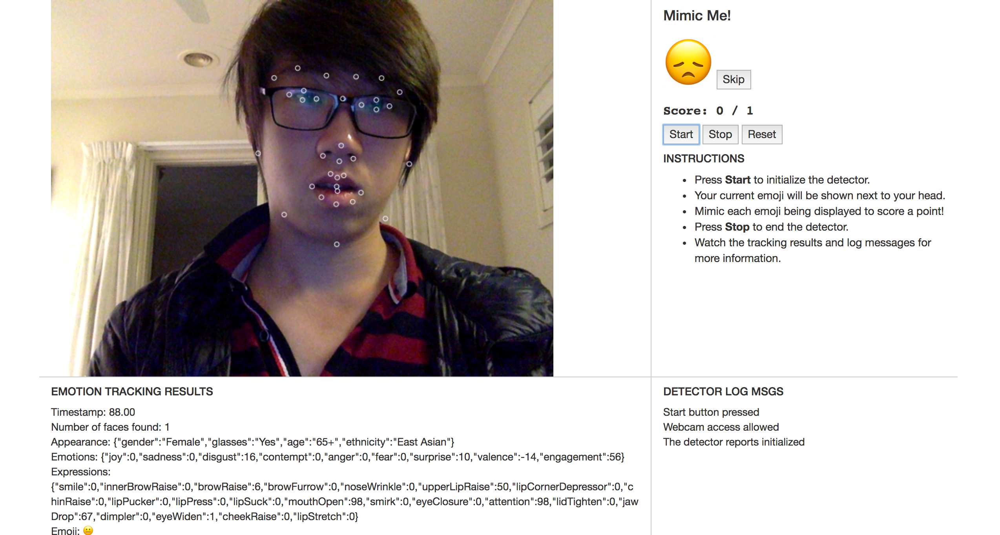 Mimic Me!
Skip
Score: 0 / 1
Start Stop Reset
INSTRUCTIONS
• Press Start to initialize the detector.
• Your current emoji will be shown next to your head.
• Mimic each emoji being displayed to score a point!
• Press Stop to end the detector.
• Watch the tracking results and log messages for
more information.
EMOTION TRACKING RESULTS
Timestamp: 88.00
Number of faces found: 1
Appearance: {"gender":"Female","glasses":"Yes","age":"65+","ethnicity":"East Asian"}
Emotions: {"joy":0,"sadness":0,"disgust":16,"contempt":0,"anger":0,"fear":0,"surprise":10,"valence":-14,"engagement":56}
Expressions:
{"smile":0,"innerBrowRaise":0,"browRaise":6,"browFurrow":0,"noseWrinkle":0,"upperLipRaise":50,"lipCornerDepressor":0,"c
hinRaise":0,"lipPucker":0,"lipPress":0,"lipSuck":0,"mouthOpen":98,"smirk":0,"eyeClosure":0,"attention":98,"lidTighten":0,"jaw
Drop":67,"dimpler":0,"eyeWiden":1,"cheekRaise":0,"lipStretch":0}
Emoji: 😐
DETECTOR LOG MSGS
Start button pressed
Webcam access allowed
The detector reports initialized